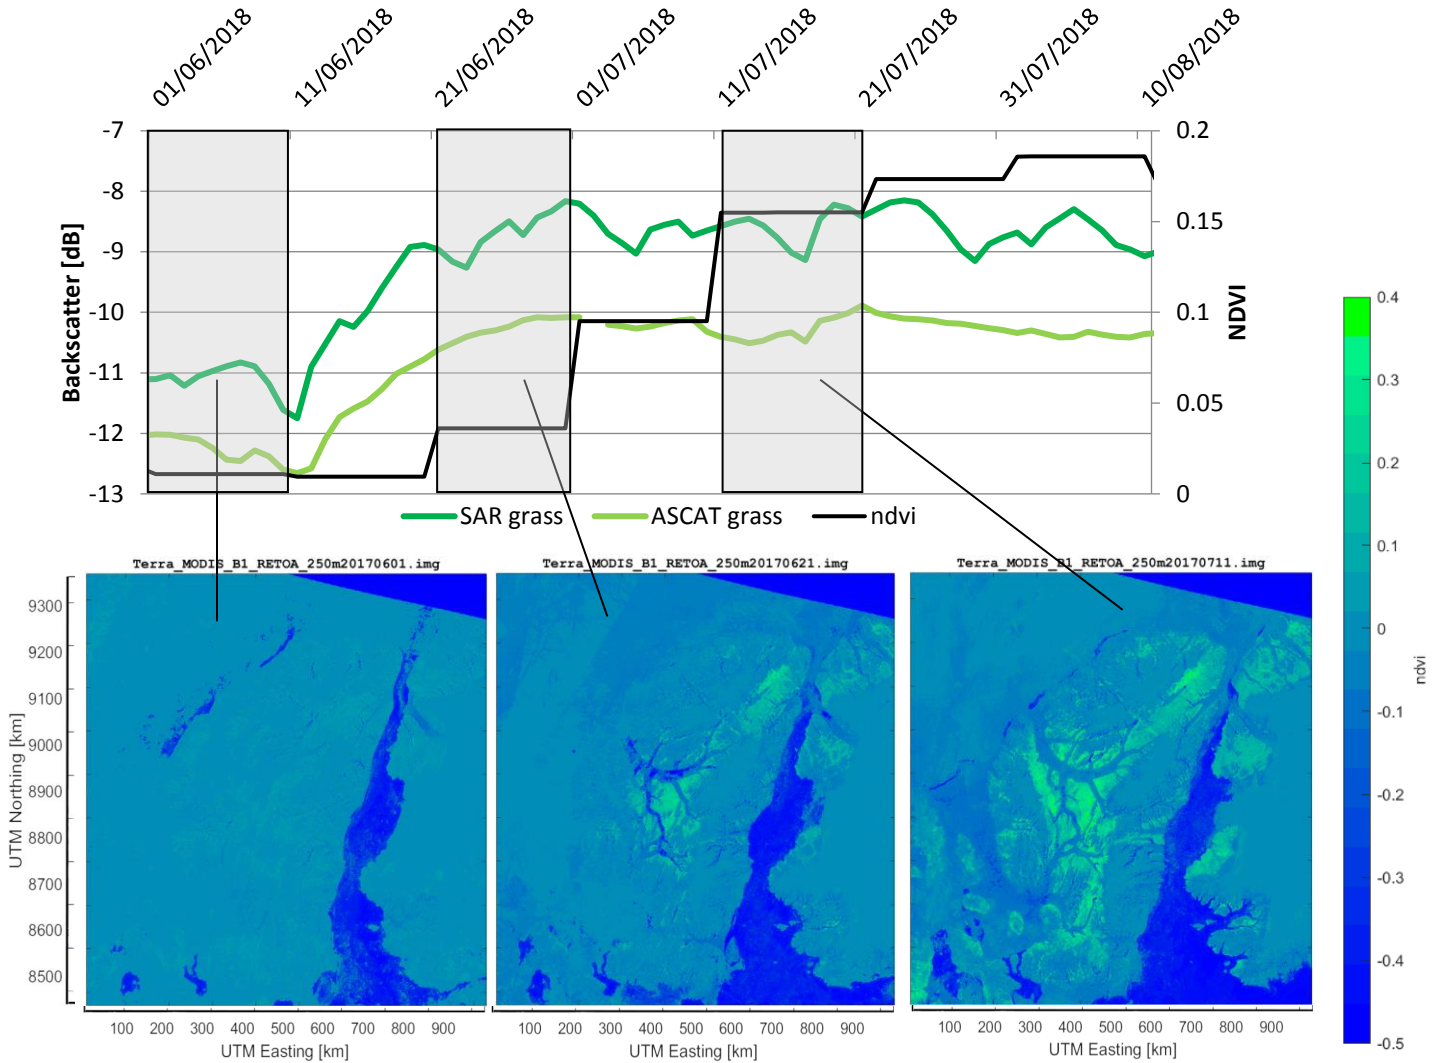 01/06/2018
11/06/2018
21/06/2018
01/07/2018
11/07/2018
21/07/2018
31/07/2018
10/08/2018
Backscatter [dB]
-7
-8
-9
-10
-11
-12
-13
0.2
0.15
0.1
0.05
0
NDVI
SAR grass
ASCAT grass
ndvi
Terra_MODIS_B1_RETOA_250m20170601.img
Terra_MODIS_B1_RETOA_250m20170621.img
Terra_MODIS_B1_RETOA_250m20170711.img
UTM Northing [km]
9300
9200
9100
9000
8900
8800
8700
8600
8500
100 200 300 400 500 600 700 800 900
UTM Easting [km]
100 200 300 400 500 600 700 800 900
UTM Easting [km]
100 200 300 400 500 600 700 800 900
UTM Easting [km]
0.4
0.3
0.2
0.1
0
-0.1
-0.2
-0.3
-0.4
-0.5
ndvi